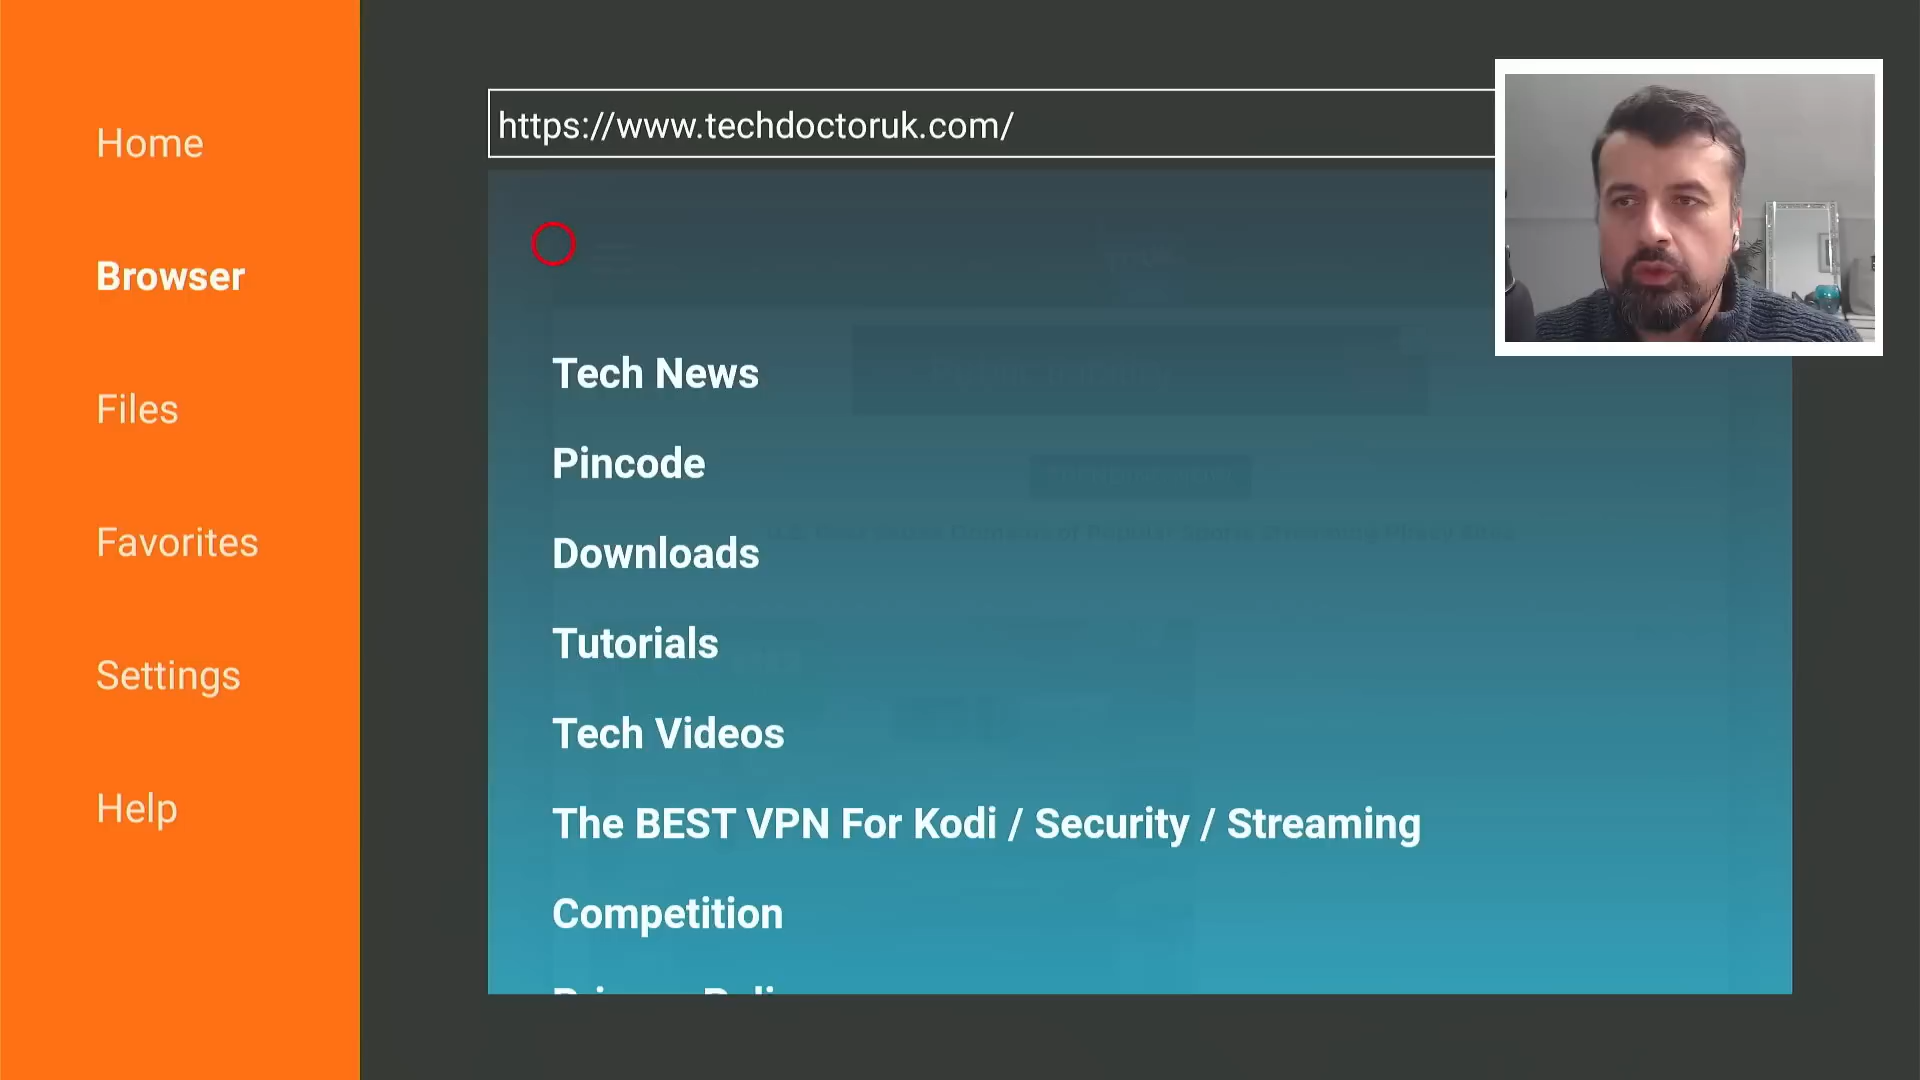 Home
Browser
Files
Favorites
Settings
Help
https://www.techdoctoruk.com/
Tech News
Pincode
Downloads
Tutorials
Tech Videos
The BEST VPN For Kodi / Security / Streaming
Competition